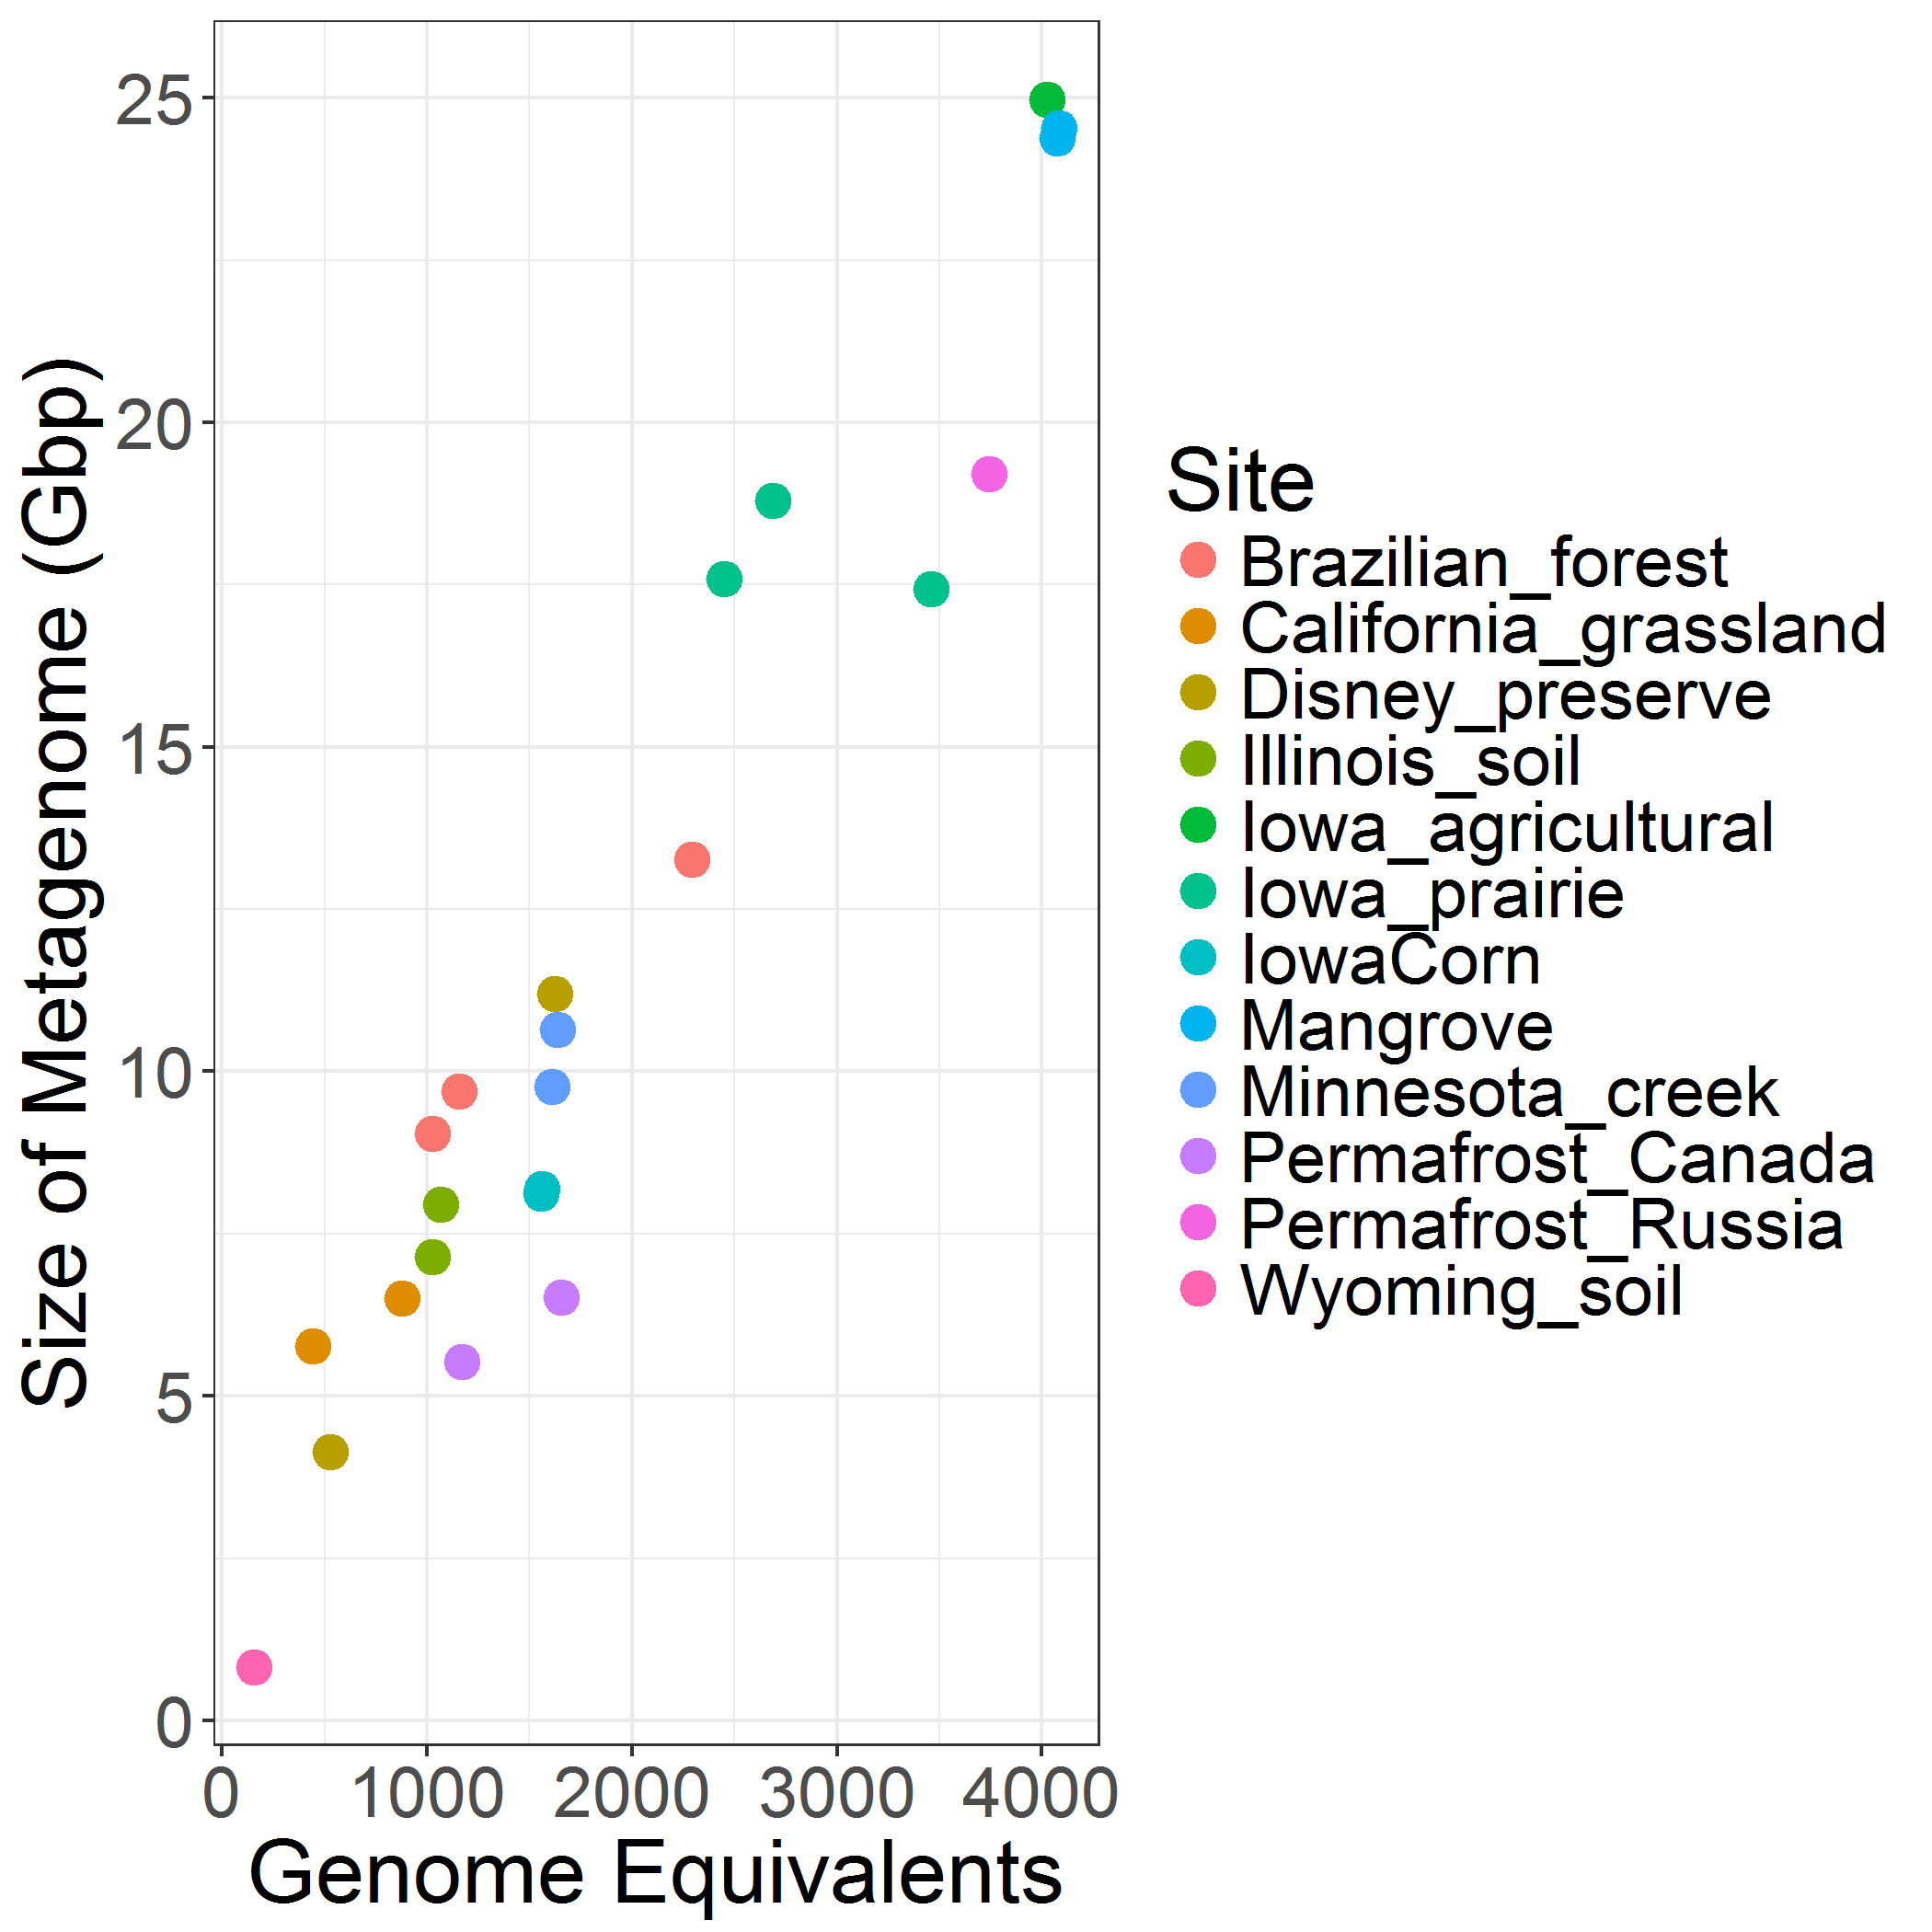 Size of Metagenome (Gbp)
25
20
15
10
5
0
0 1000 2000 3000 4000
Genome Equivalents
Site
Brazilian_forest
California_grassland
Disney_preserve
Illinois_soil
Iowa_agricultural
Iowa_prairie
IowaCorn
Mangrove
Minnesota_creek
Permafrost_Canada
Permafrost_Russia
Wyoming_soil